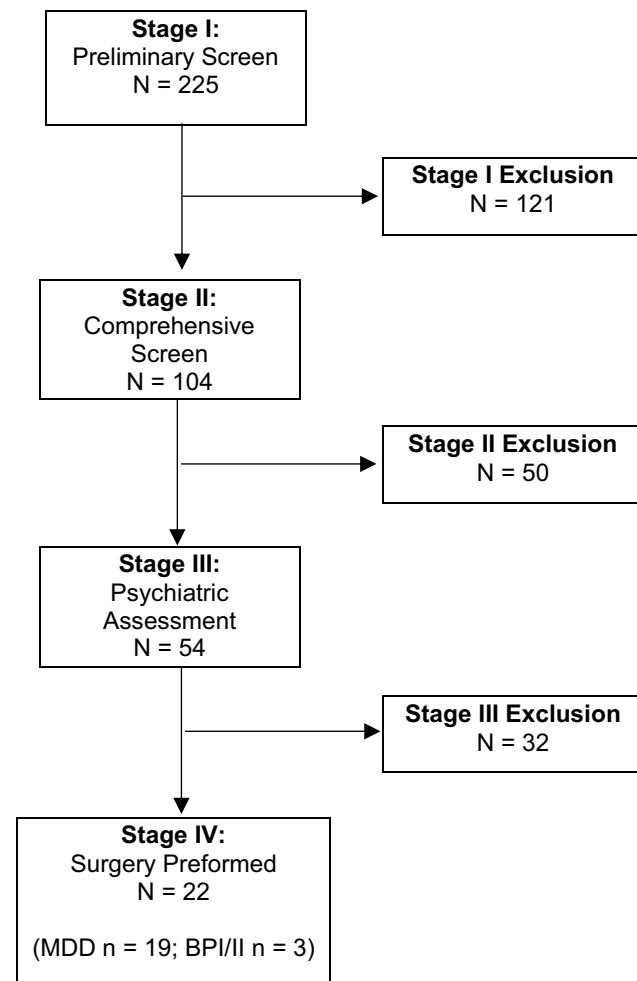 Stage I:
Preliminary Screen
N = 225
Stage I Exclusion
N = 121
Stage II:
Comprehensive
Screen
N = 104
Stage II Exclusion
N = 50
Stage III:
Psychiatric
Assessment
N = 54
Stage III Exclusion
N = 32
Stage IV:
Surgery Preformed
N = 22
(MDD n = 19; BPI/II n = 3)